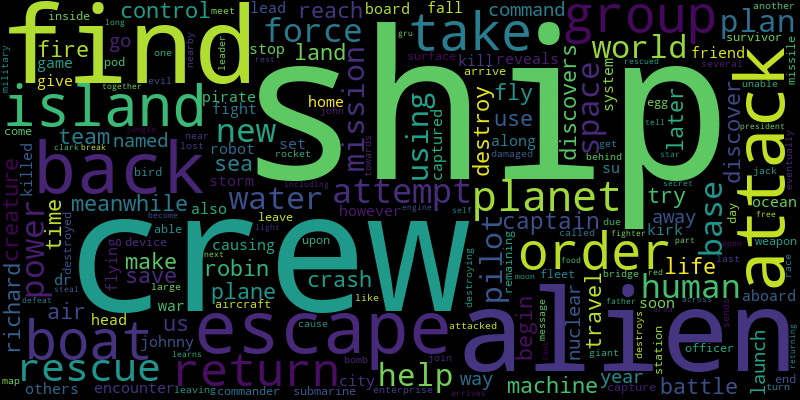 inside
long
lead
reach
board
fall
plan
another
find
control
force
take
command
group
survivor
military
fire
go
pod
leader
one
nearby
stop
land
gru
rest
surface
kill
reveals
world
friend
several
missile
game
evil
give
together
mission
arrive
unable
attack
island
pirate
home
fly
discovers
system
egg
later
president
come
fight
john
using
captured
destroy
space
tell
star
discover
team
named
new
set
rocket
towards
use
behind
get
clark
break
near
lost
robot
sea
damaged
along
rescued
secret
jack
eventually
ship
creature
killed
back
bird
storm
including
water
attempt
planet
su
try
base
day
ocean
meanwhile
also
however
engine
self
captain
away
due
free
weapon
power
time
destroyed
become
able
causing
leave
light
upon
pilot
order
kirk
called
fighter
part
last
open
race
crew
flying
device
robin
next
destroying
remaining
fleet
bridge
red
life
dr
make
save
crash
food
moon
human
aboard
richard
large
plane
like
travel
father
across
soon
sends
air
war
aircraft
nuclear
message
launch
head
us
cause
escape
attacked
begin
alien
station
officer
boat
johnny
defeat
steal
learns
bomb
join
destroys
giant
returning
rescue
return
city
help
way
machine
year
battle
end
map
others
encounter
leaving
commander
submarine
enterprise
arrives
capture
turn